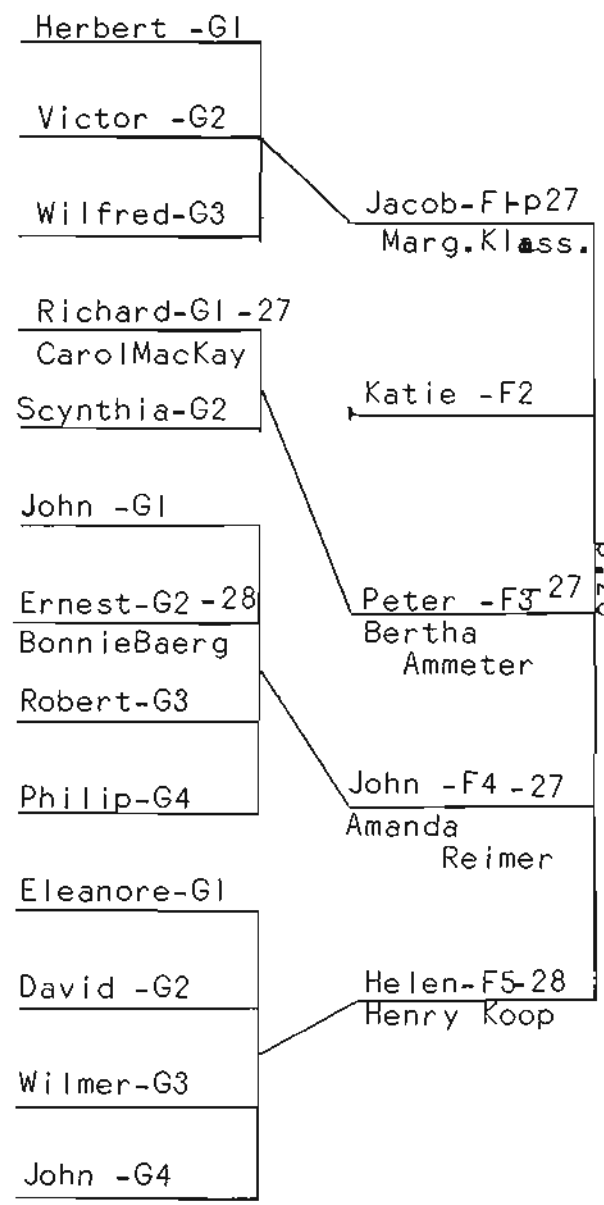 Herbert -G1
Victor -G2
Wilfred-G3
Jacob-F1-p27
Marg.Klass.
Richard-G1-27
CarolMacKay
Scynthia-G2
Katie -F2
John -G1
Ernest-G2-28
BonnieBaerg
Robert-G3
Philip-G4
Peter -F3-27
Bertha
Ammeter
John -F4-27
Amanda
Reimer
Eleanore-G1
David -G2
Wilmer-G3
John -G4
Helen-F5-28
Henry Koop